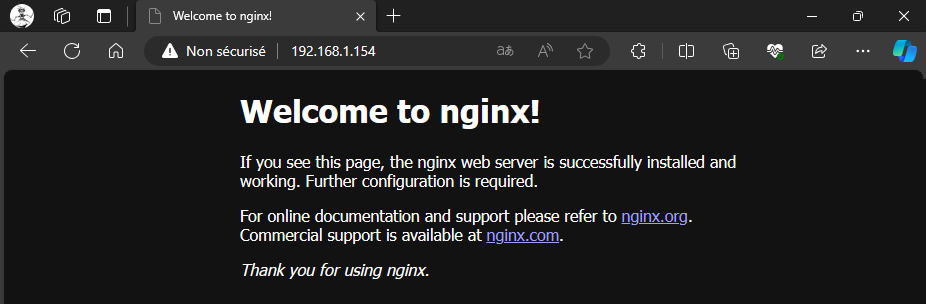 Welcome to nginx!
Non sécurisé 192.168.1.154
Welcome to nginx!
If you see this page, the nginx web server is successfully installed and
working. Further configuration is required.
For online documentation and support please refer to nginx.org.
Commercial support is available at nginx.com.
Thank you for using nginx.